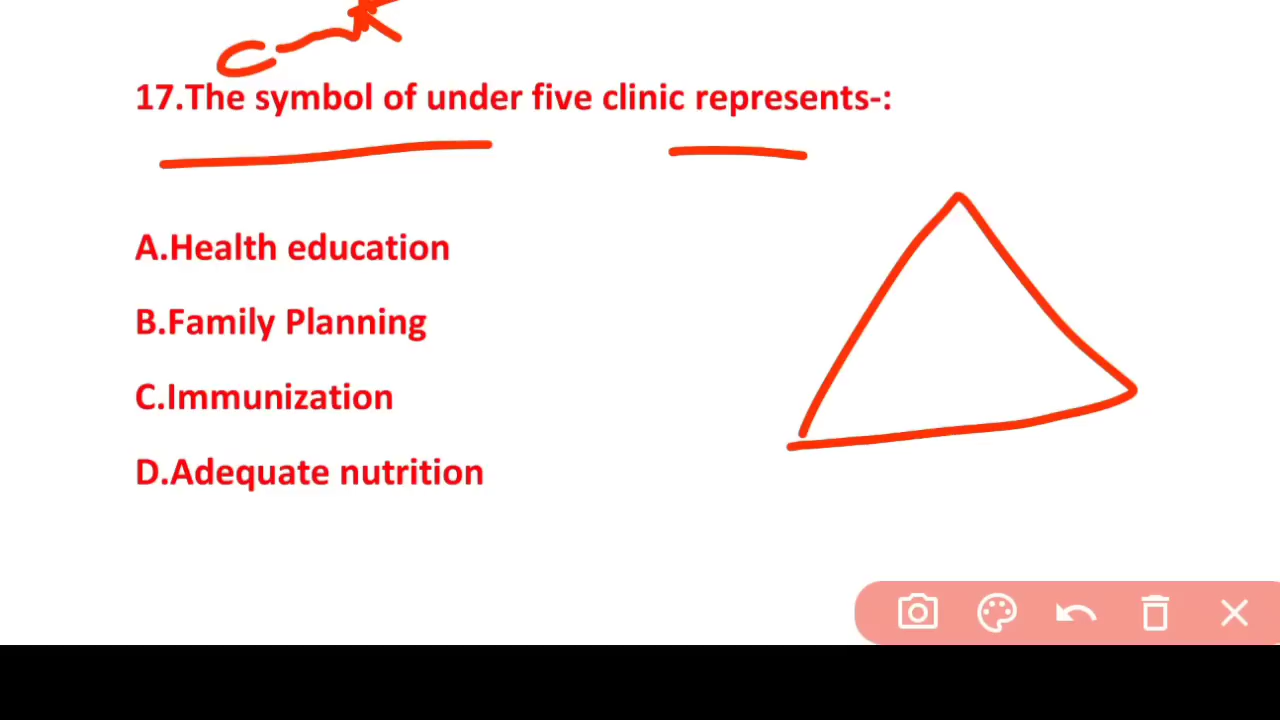 17.The symbol of under five clinic represents-:
A.Health education
B.Family Planning
C.Immunization
D.Adequate nutrition